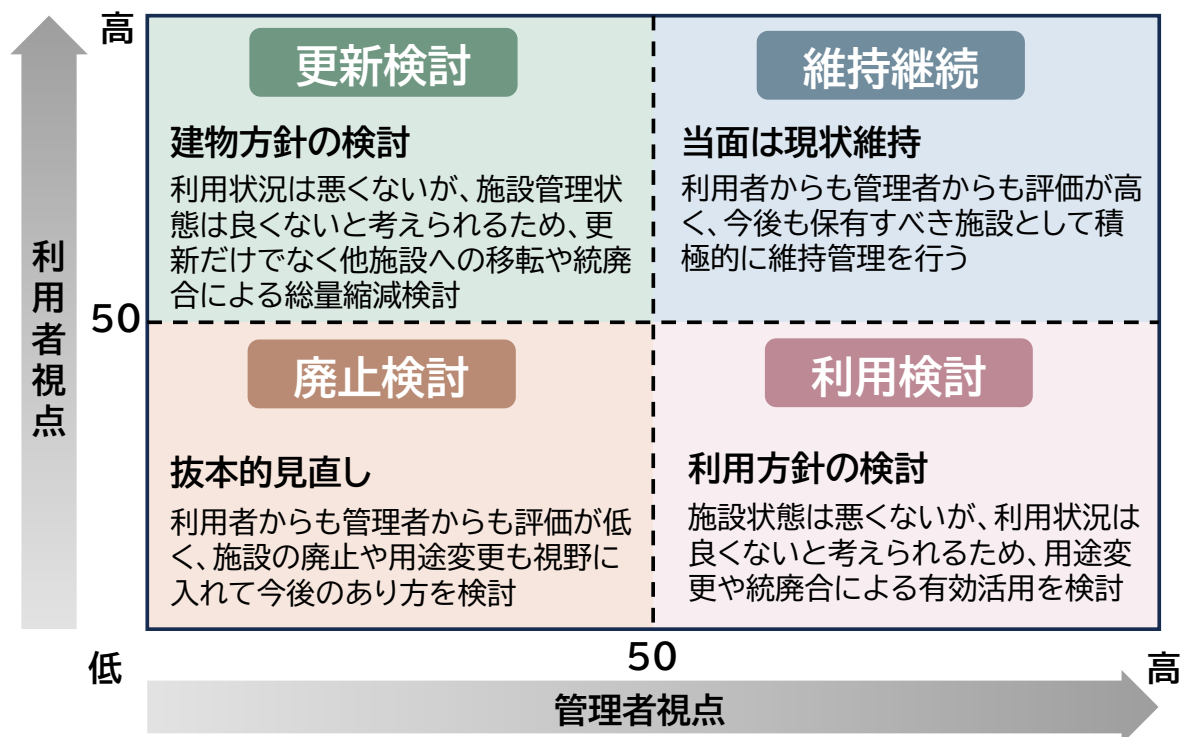 高
更新検討
建物方針の検討
利用状況は悪くないが、施設管理状
態は良くないと考えられるため、更
新だけでなく他施設への移転や統廃
合による総量縮減検討
維持継続
当面は現状維持
利用者からも管理者からも評価が高
く、今後も保有すべき施設として積
極的に維持管理を行う
利用者視点
50
廃止検討
抜本的見直し
利用者からも管理者からも評価が低
く、施設の廃止や用途変更も視野に
入れて今後のあり方を検討
利用検討
利用方針の検討
施設状態は悪くないが、利用状況は
良くないと考えられるため、用途変
更や統廃合による有効活用を検討
低
50
高
管理者視点